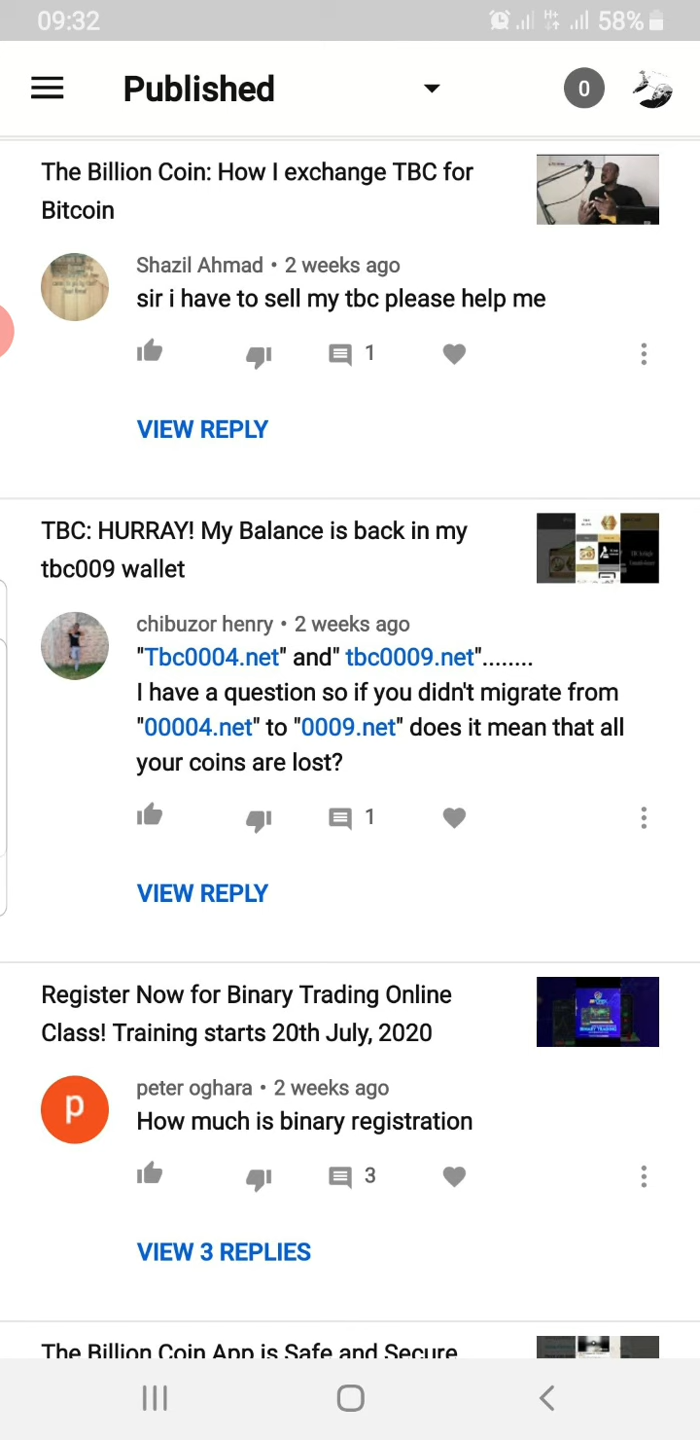 09:32
58%
Published
0
The Billion Coin: How I exchange TBC for
Bitcoin
Shazil Ahmad • 2 weeks ago
sir i have to sell my tbc please help me
1
VIEW REPLY
TBC: HURRAY! My Balance is back in my
tbc009 wallet
chibuzor henry • 2 weeks ago
"Tbc0004.net" and" tbc0009.net"........
I have a question so if you didn't migrate from
"00004.net" to "0009.net" does it mean that all
your coins are lost?
1
VIEW REPLY
Register Now for Binary Trading Online
Class! Training starts 20th July, 2020
p
peter oghara • 2 weeks ago
How much is binary registration
3
VIEW 3 REPLIES
The Billion Coin App is Safe and Secure